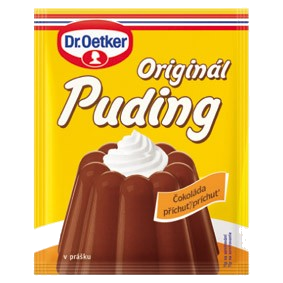 Dr.Oetker
Originál
Puding
Čokoláda
příchuť/príchuť
v prášku